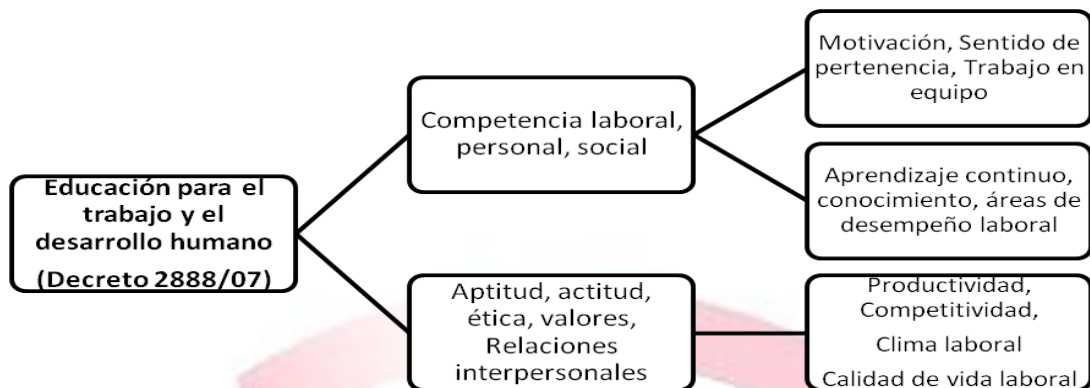 Educación para el
trabajo y el
desarrollo humano
(Decreto 2888/07)
Competencia laboral,
personal, social
Motivación, Sentido de
pertenencia, Trabajo en
equipo
Aprendizaje continuo,
conocimiento, áreas de
desempeño laboral
Aptitud, actitud,
ética, valores,
Relaciones
interpersonales
Productividad,
Competitividad,
Clima laboral
Calidad de vida laboral